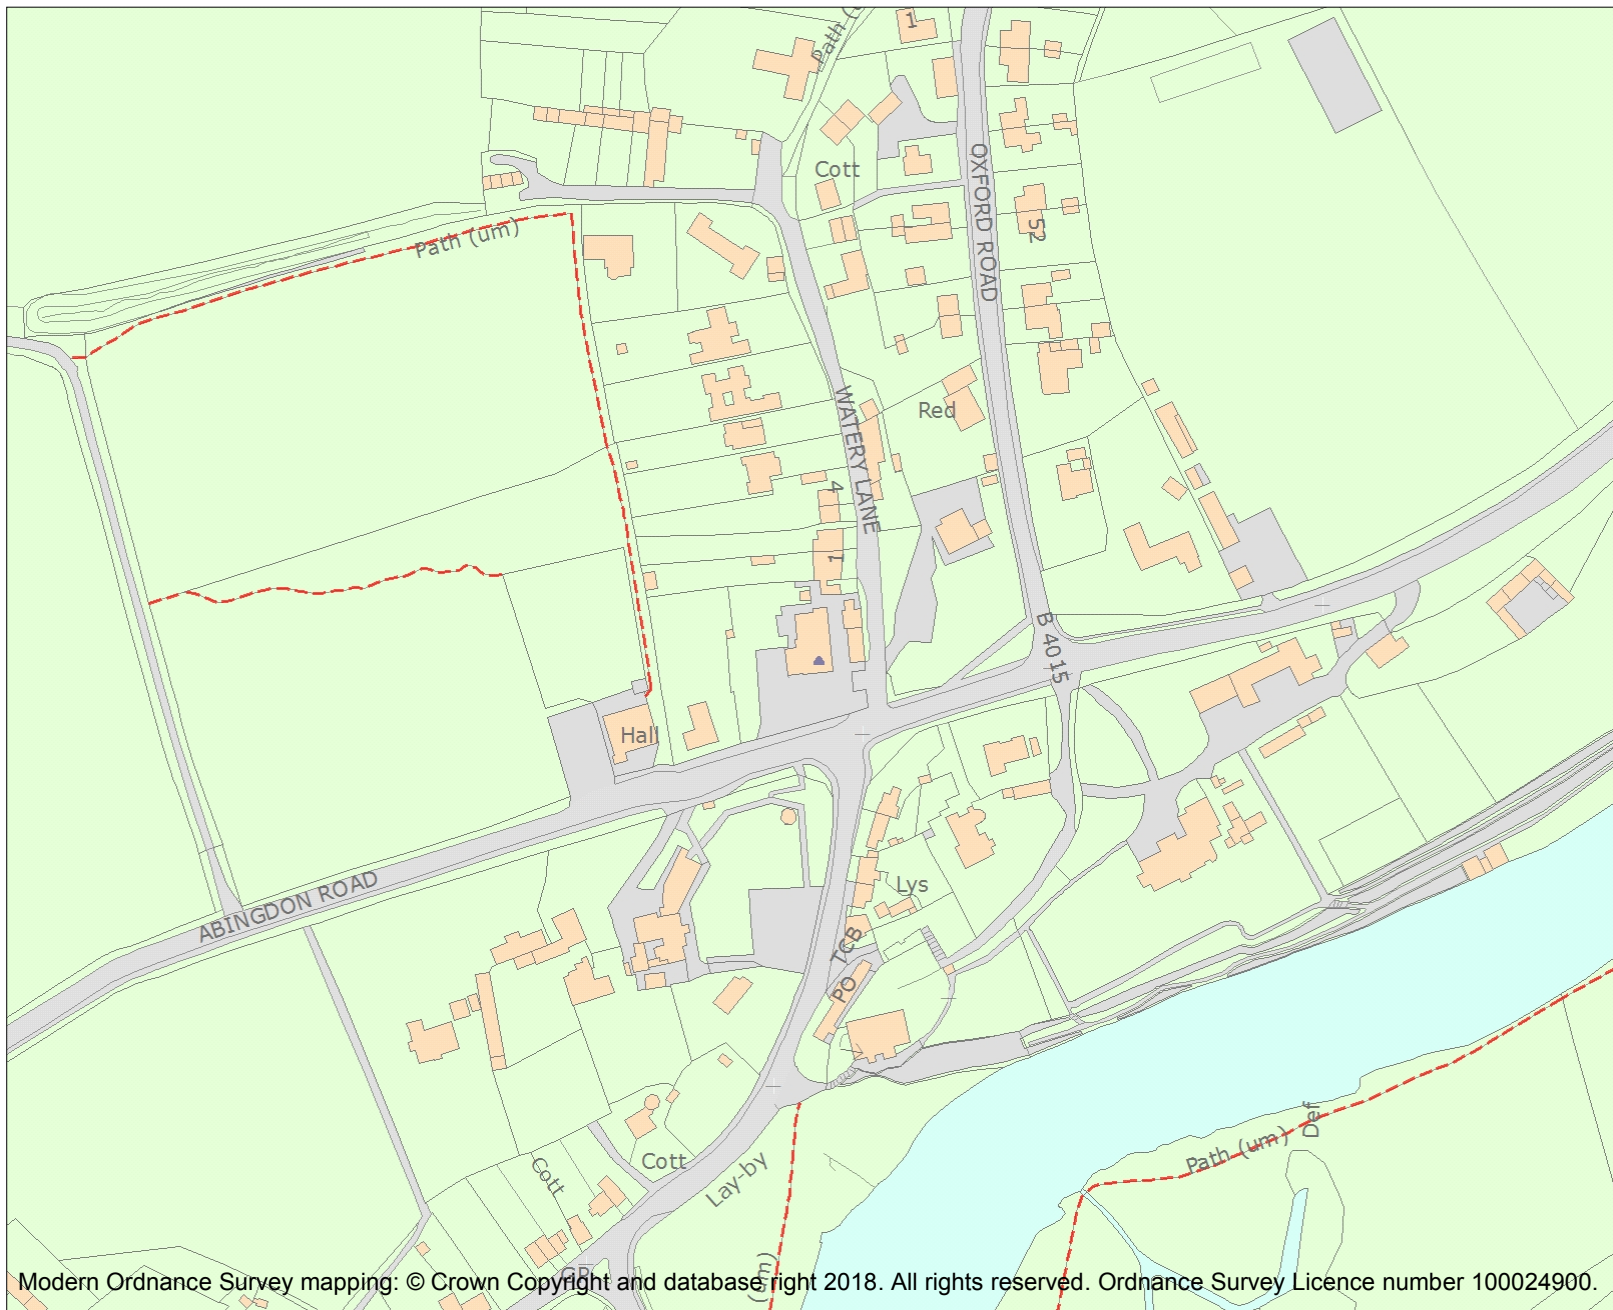 Path (u
1
Cott
OXFORD ROAD
52
Path (um)
WATERY LANE
Red
4
1
B 4015
Hall
ABINGDON ROAD
Lys
TCB
PO
Cott
Cott
Lay-by
Path (um)
Def
(um)
GP
Modern Ordnance Survey mapping: © Crown Copyright and database right 2018. All rights reserved. Ordnance Survey Licence number 100024900.